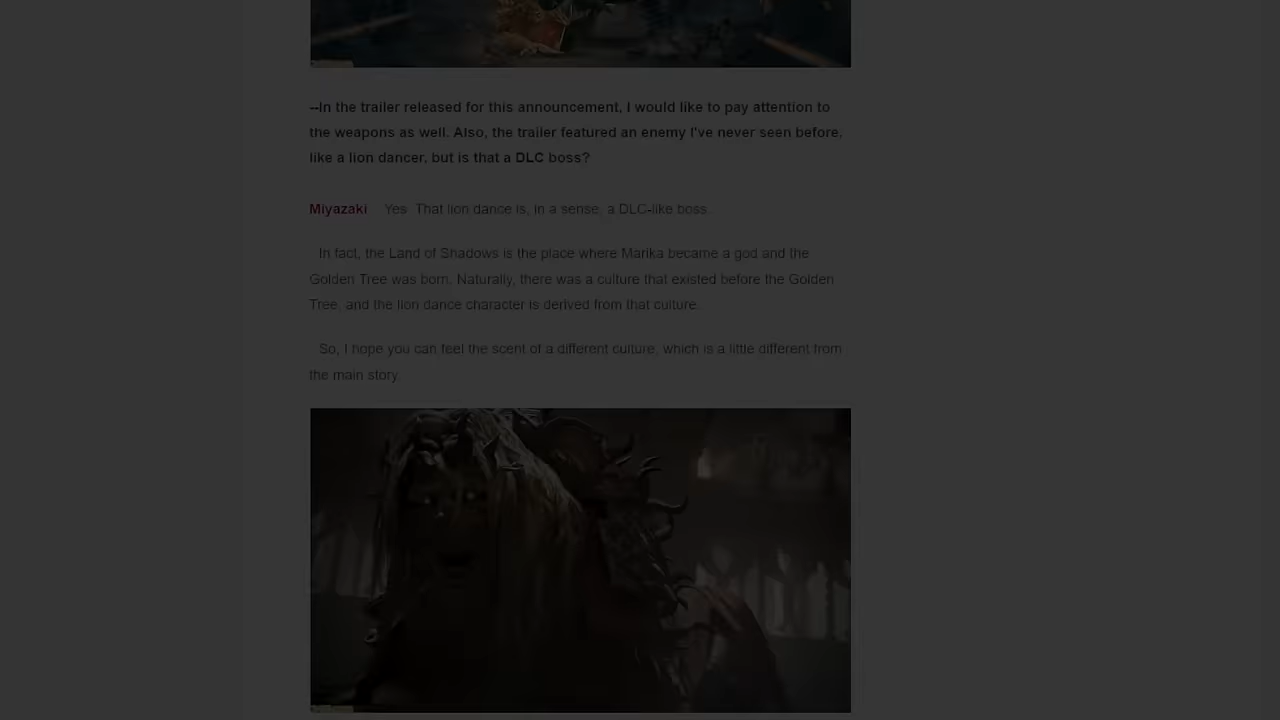 --In the trailer released for this announcement, I would like to pay attention to
the weapons as well. Also, the trailer featured an enemy I've never seen before,
like a lion dancer, but is that a DLC boss?
Miyazaki Yes. That lion dance is, in a sense, a DLC-like boss.
In fact, the Land of Shadows is the place where Marika became a god and the
Golden Tree was born. Naturally, there was a culture that existed before the Golden
Tree, and the lion dance character is derived from that culture.
So, I hope you can feel the scent of a different culture, which is a little different from
the main story.